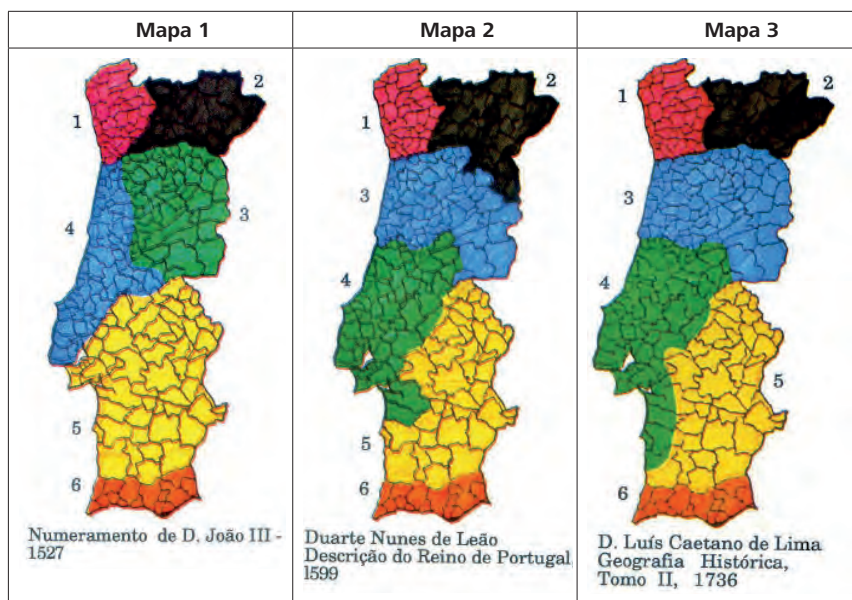 Mapa 1
Mapa 2
Mapa 3
1
2
3
4
5
6
Numeramento de D. João III -
1527
1
2
3
4
5
6
Duarte Nunes de Leão
Descrição do Reino de Portugal
1599
1
2
3
4
5
6
D. Luís Caetano de Lima
Geografia Histórica,
Tomo II, 1736